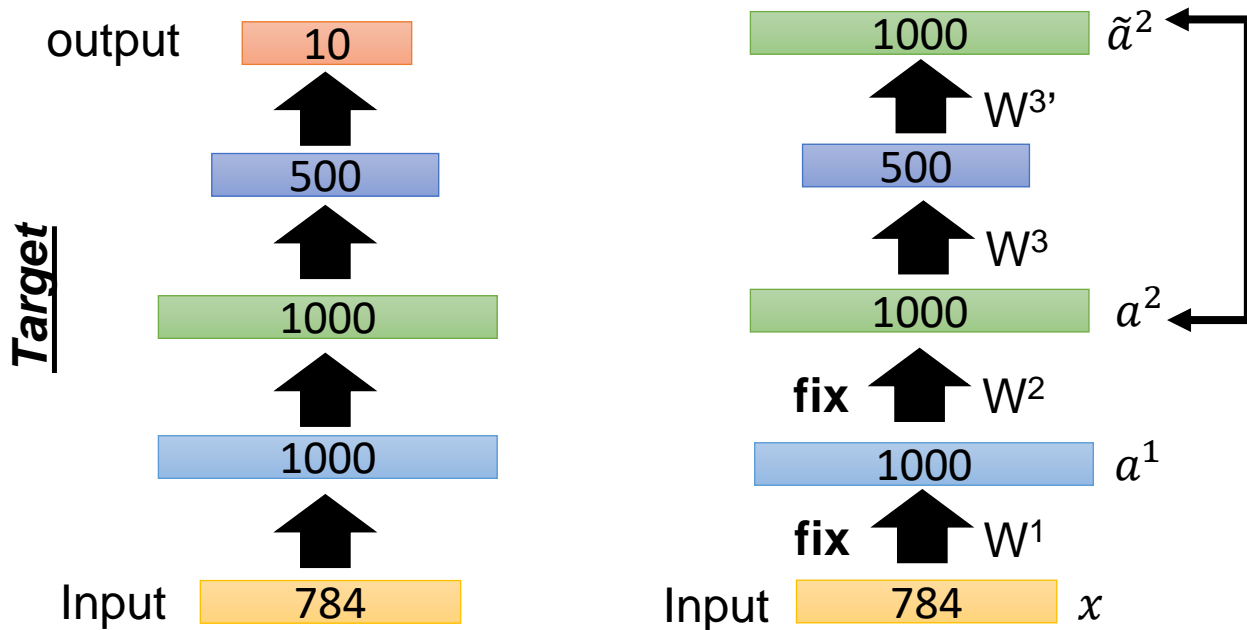 Target
output
10
500
1000
1000
Input 784
1000 ã²
W³’
500
W³
1000 a²
fix W²
1000 a¹
fix W¹
Input 784 x